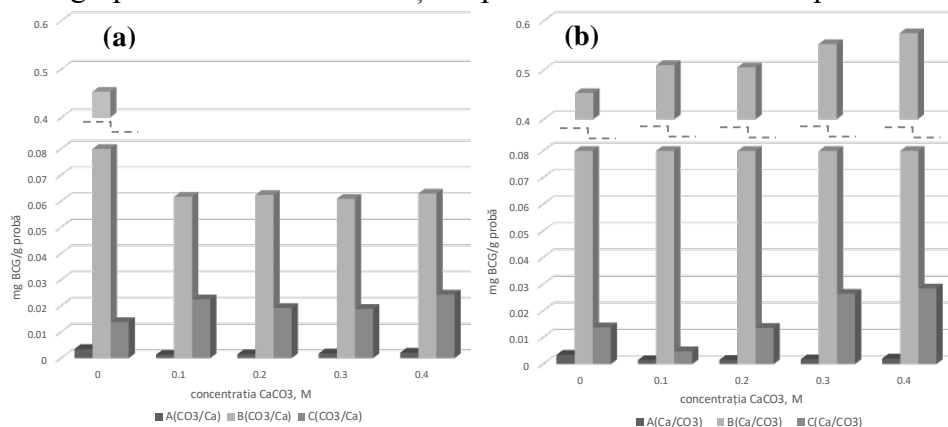 (a)
0.6
0.5
0.4
0.08
0.07
0.06
0.05
0.04
0.03
0.02
0.01
0
mg BCG/g probă
0 0.1 0.2 0.3 0.4
concentratia CaCO3, M
A(CO3/Ca) B(CO3/Ca) C(CO3/Ca)
(b)
0.6
0.5
0.4
0.08
0.07
0.06
0.05
0.04
0.03
0.02
0.01
0
mg BCG/g probă
0 0.1 0.2 0.3 0.4
concentrația CaCO3, M
A(Ca/CO3) B(Ca/CO3) C(Ca/CO3)